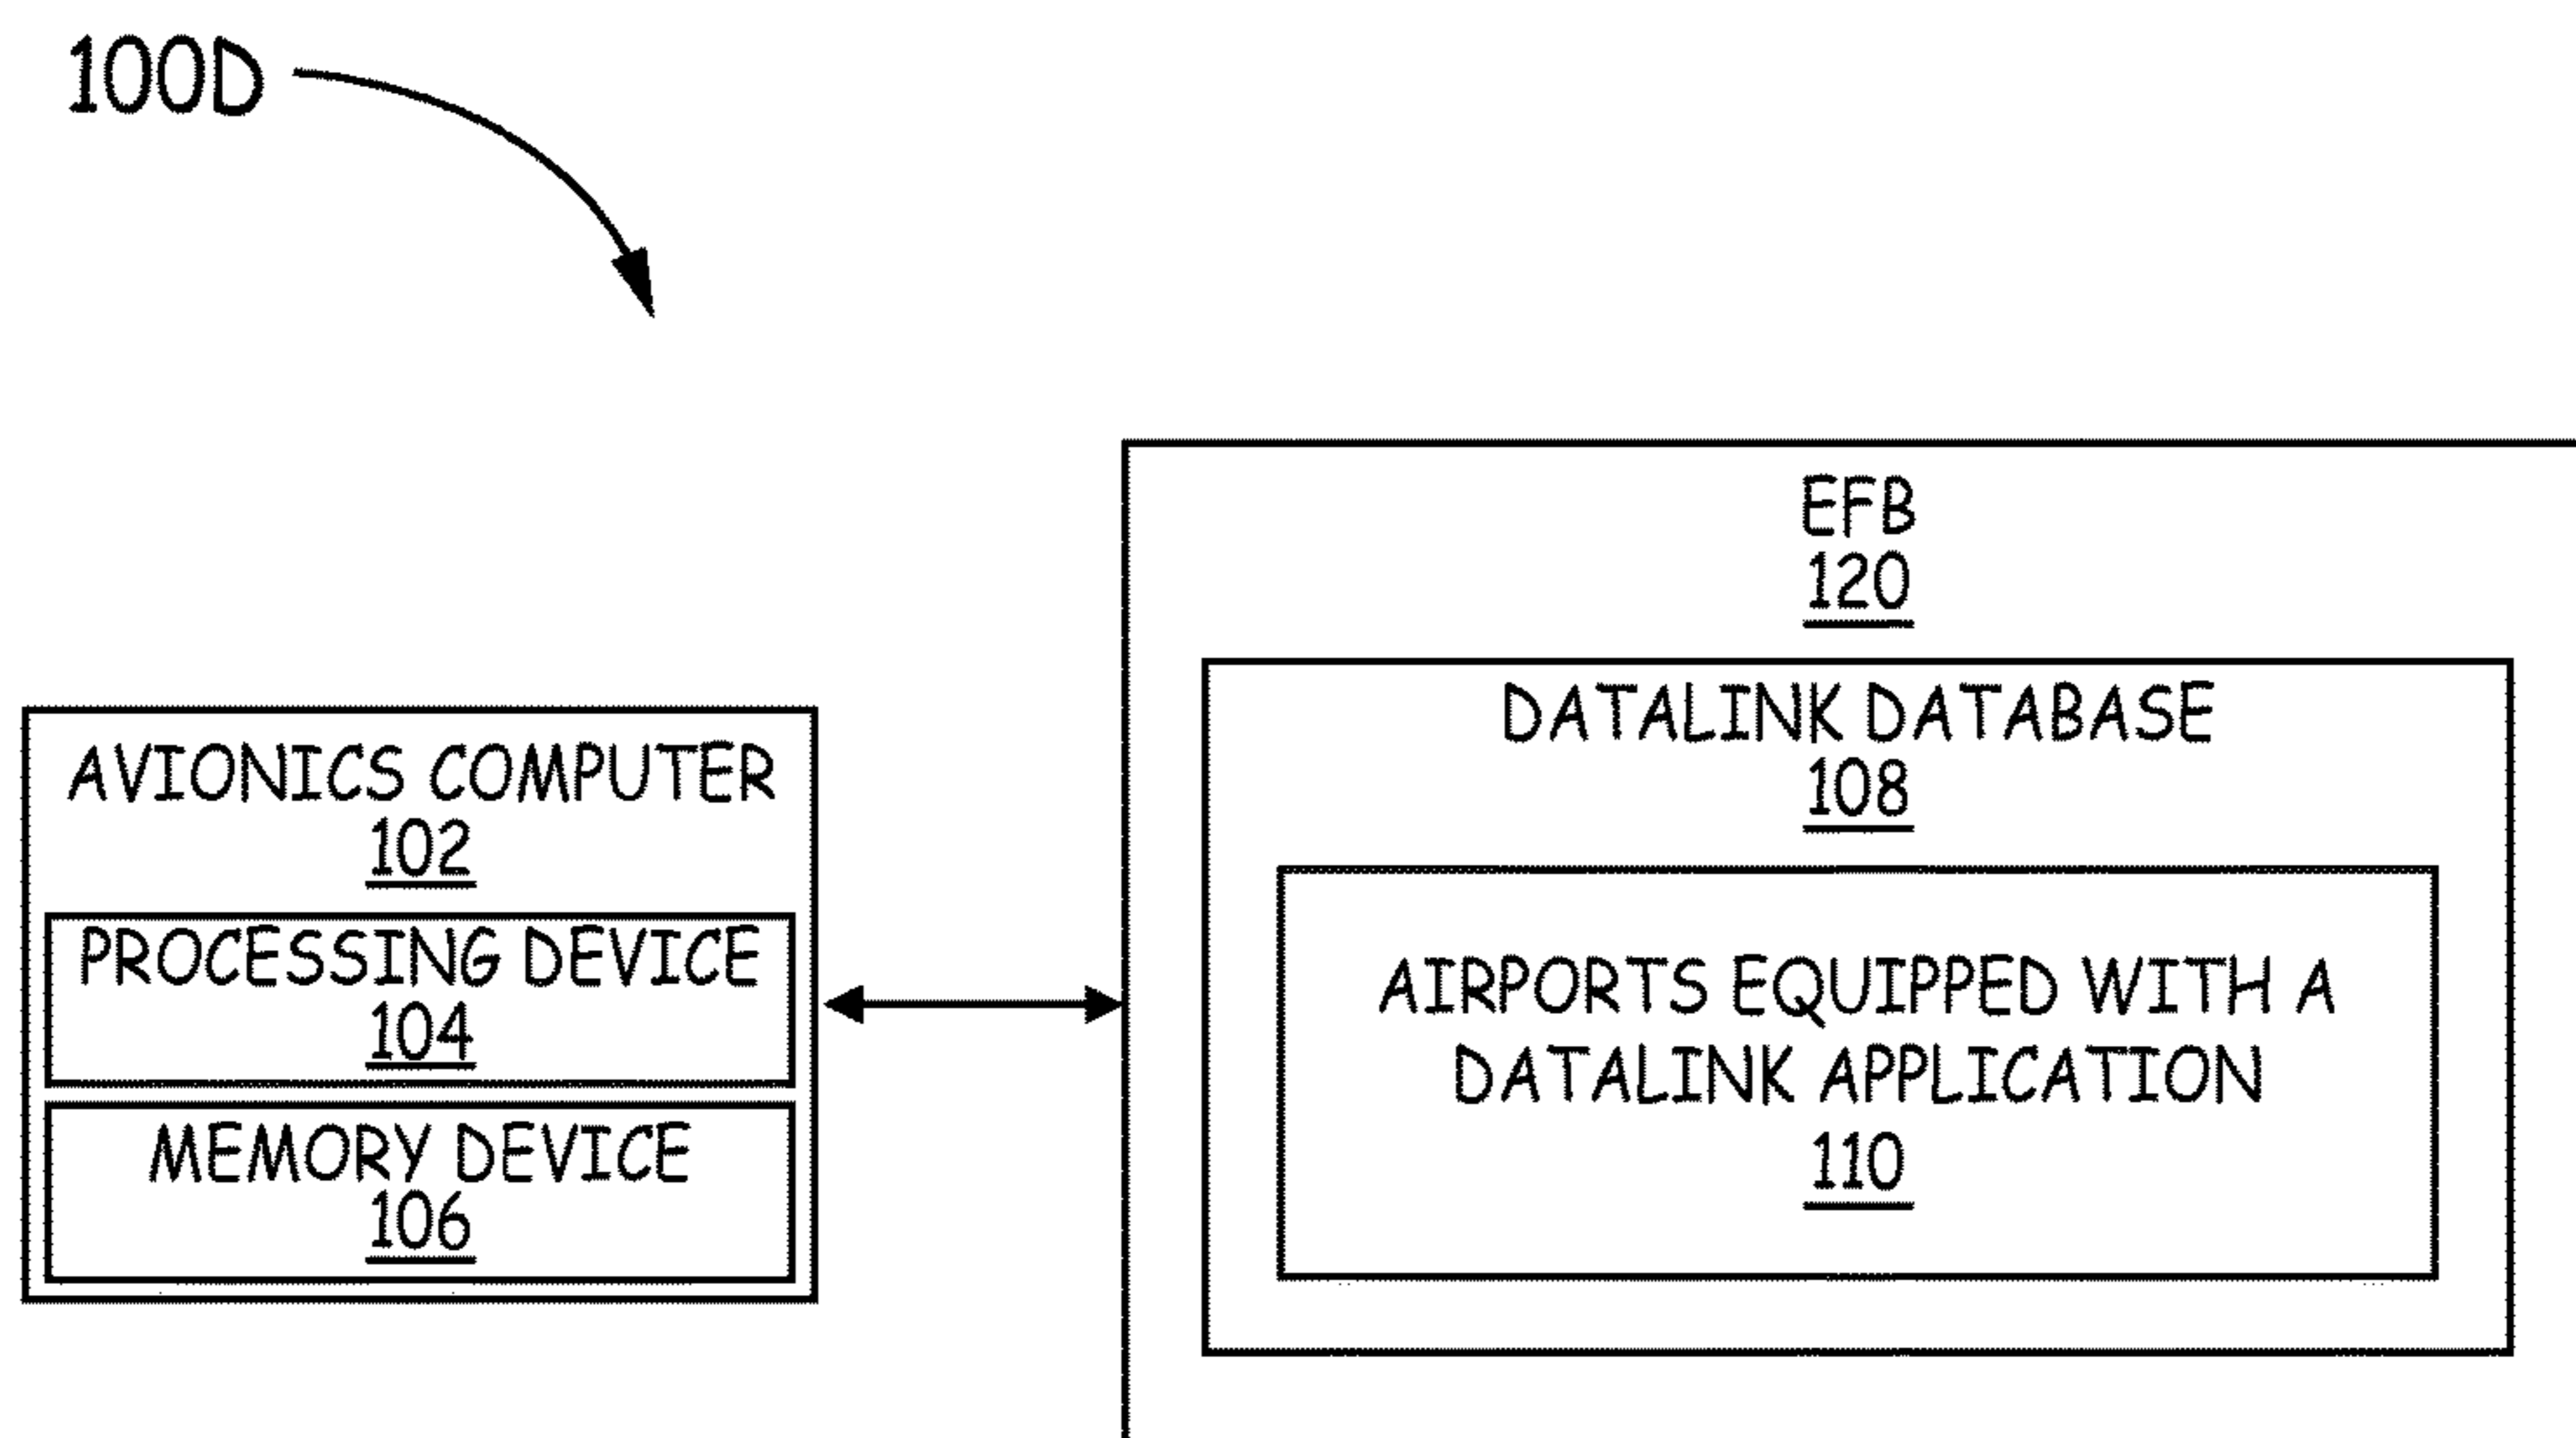 100D
EFB
120
DATALINK DATABASE
108
AIRPORTS EQUIPPED WITH A
DATALINK APPLICATION
110
AVIONICS COMPUTER
102
PROCESSING DEVICE
104
MEMORY DEVICE
106